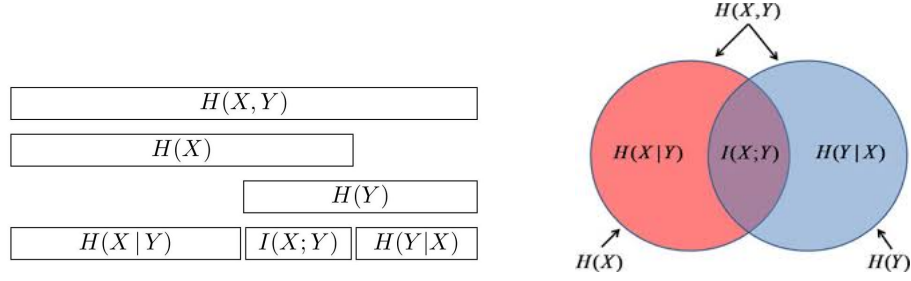 H(X, Y)
H(X)
H(Y)
H(X | Y)
I(X; Y)
H(Y|X)
H(X,Y)
H(X|Y)
I(X;Y)
H(Y|X)
H(X)
H(Y)